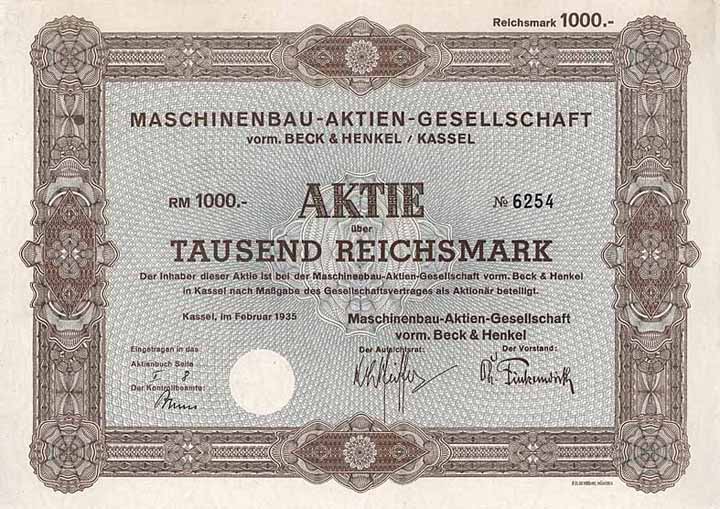 Reichsmark 1000.-
MASCHINENBAU-AKTIEN-GESELLSCHAFT
vorm. BECK & HENKEL / KASSEL
RM 1000.- AKTIE № 6254
über
TAUSEND REICHSMARK
Der Inhaber dieser Aktie ist bei der Maschinenbau-Aktien-Gesellschaft vorm. Beck & Henkel
in Kassel nach Maßgabe des Gesellschaftsvertrages als Aktionär beteiligt.
Kassel, im Februar 1935
Maschinenbau-Aktien-Gesellschaft
vorm. Beck & Henkel
Eingetragen in das
Aktienbuch Seite
8
Der Kontrollbeamte:
Der Aufsichtsrat:
Der Vorstand: